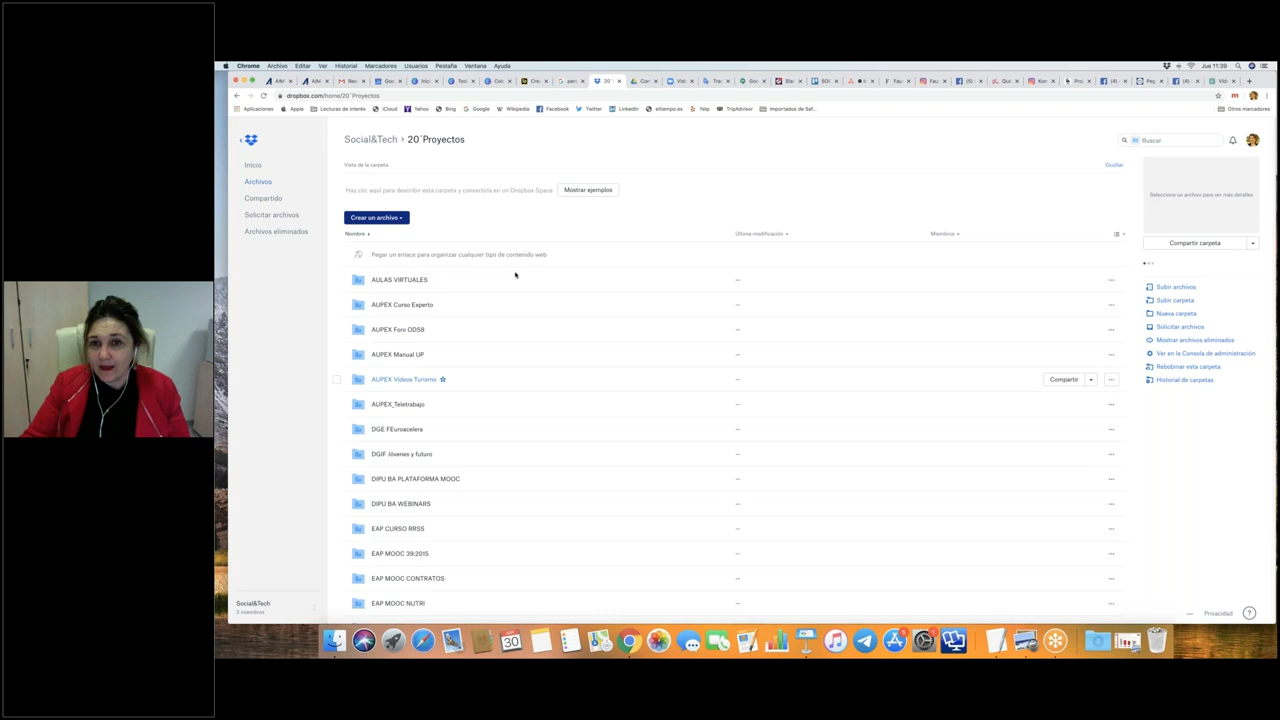 Chrome Archivo Editar Ver Historial Marcadores Usuarios Pestaña Ventana Ayuda
Jue 11:39
dropbox.com/home/20´Proyectos
Aplicaciones Apple Lecturas de interés iCloud Yahoo Bing Google Wikipedia Facebook Twitter LinkedIn eltiempo.es Yelp TripAdvisor Importados de Saf... Otros marcadores
Social&Tech › 20´Proyectos
Buscar
Inicio
Archivos
Compartido
Solicitar archivos
Archivos eliminados
Vista de la carpeta
Ocultar
Haz clic aquí para describir esta carpeta y convertirla en un Dropbox Space
Mostrar ejemplos
Crear un archivo
Nombre Última modificación Miembros
Pegar un enlace para organizar cualquier tipo de contenido web
AULAS VIRTUALES -- ...
AUPEX Curso Experto -- ...
AUPEX Foro ODS8 -- ...
AUPEX Manual UP -- ...
AUPEX Vídeos Turismo -- Compartir ...
AUPEX_Teletrabajo -- ...
DGE FEuroacelera -- ...
DGIF Jóvenes y futuro -- ...
DIPU BA PLATAFORMA MOOC -- ...
DIPU BA WEBINARS -- ...
EAP CURSO RRSS -- ...
EAP MOOC 39:2015 -- ...
EAP MOOC CONTRATOS -- ...
EAP MOOC NUTRI -- ...
Selecciona un archivo para ver más detalles
Compartir carpeta
Subir archivos
Subir carpeta
Nueva carpeta
Solicitar archivos
Mostrar archivos eliminados
Ver en la Consola de administración
Rebobinar esta carpeta
Historial de carpetas
Social&Tech
3 miembros
... Privacidad ?
30